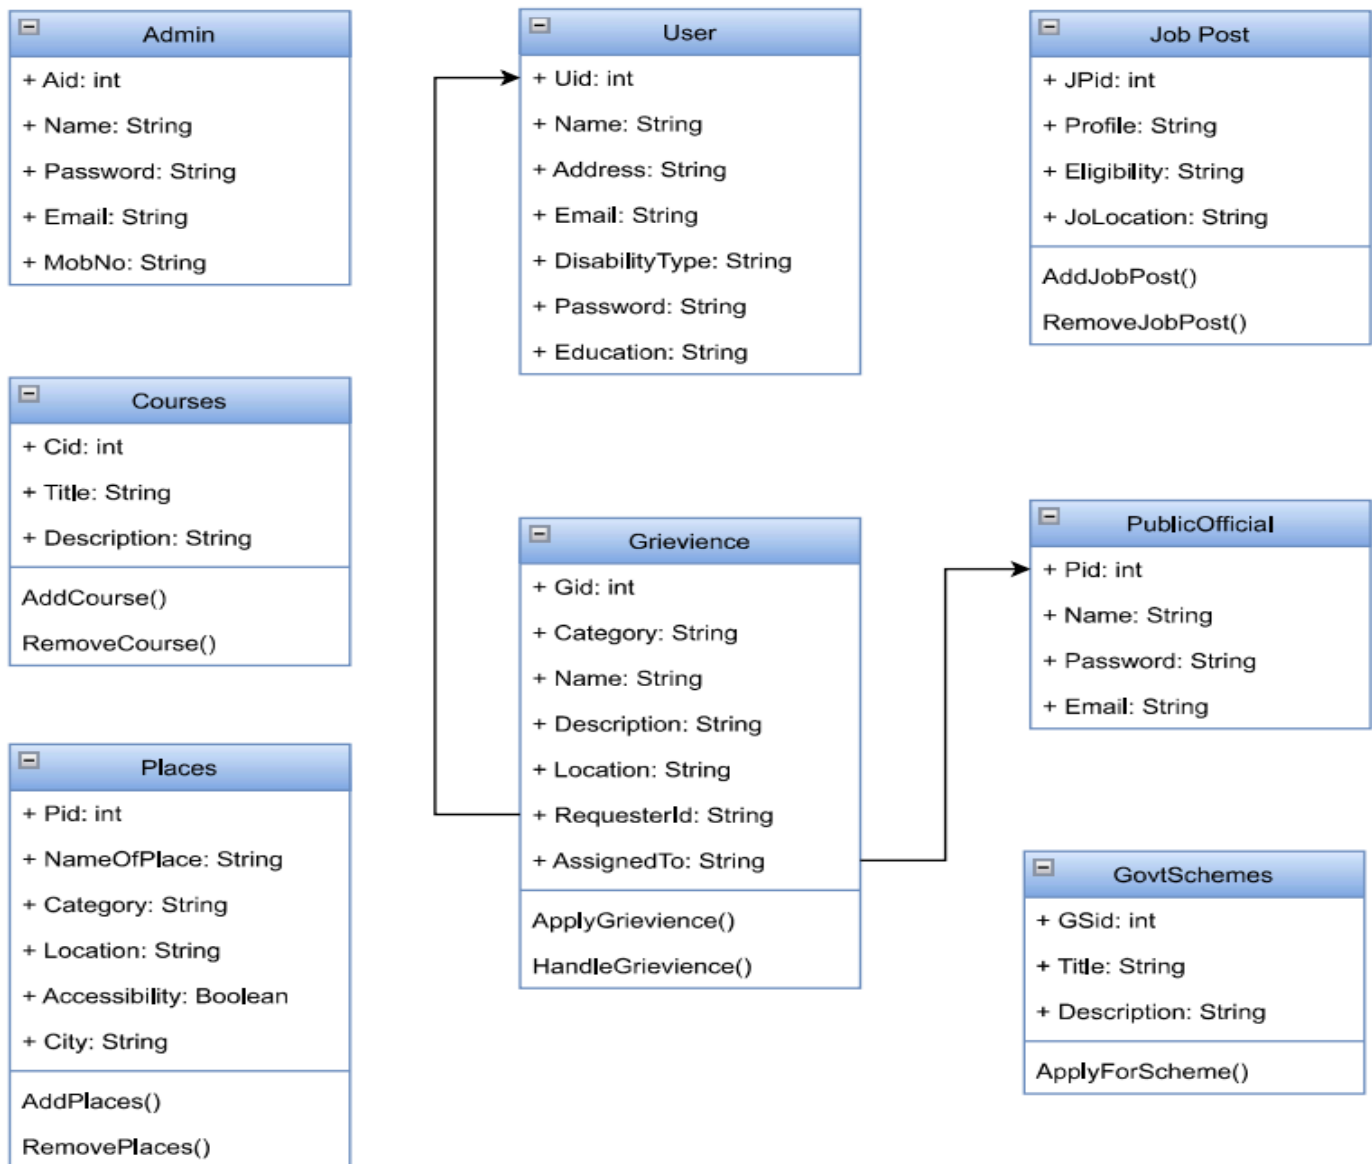 Admin
+ Aid: int
+ Name: String
+ Password: String
+ Email: String
+ MobNo: String
User
+ Uid: int
+ Name: String
+ Address: String
+ Email: String
+ DisabilityType: String
+ Password: String
+ Education: String
Job Post
+ JPid: int
+ Profile: String
+ Eligibility: String
+ JoLocation: String
AddJobPost()
RemoveJobPost()
Courses
+ Cid: int
+ Title: String
+ Description: String
AddCourse()
RemoveCourse()
Grievience
+ Gid: int
+ Category: String
+ Name: String
+ Description: String
+ Location: String
+ RequesterId: String
+ AssignedTo: String
ApplyGrievience()
HandleGrievience()
PublicOfficial
+ Pid: int
+ Name: String
+ Password: String
+ Email: String
Places
+ Pid: int
+ NameOfPlace: String
+ Category: String
+ Location: String
+ Accessibility: Boolean
+ City: String
AddPlaces()
RemovePlaces()
GovtSchemes
+ GSid: int
+ Title: String
+ Description: String
ApplyForScheme()